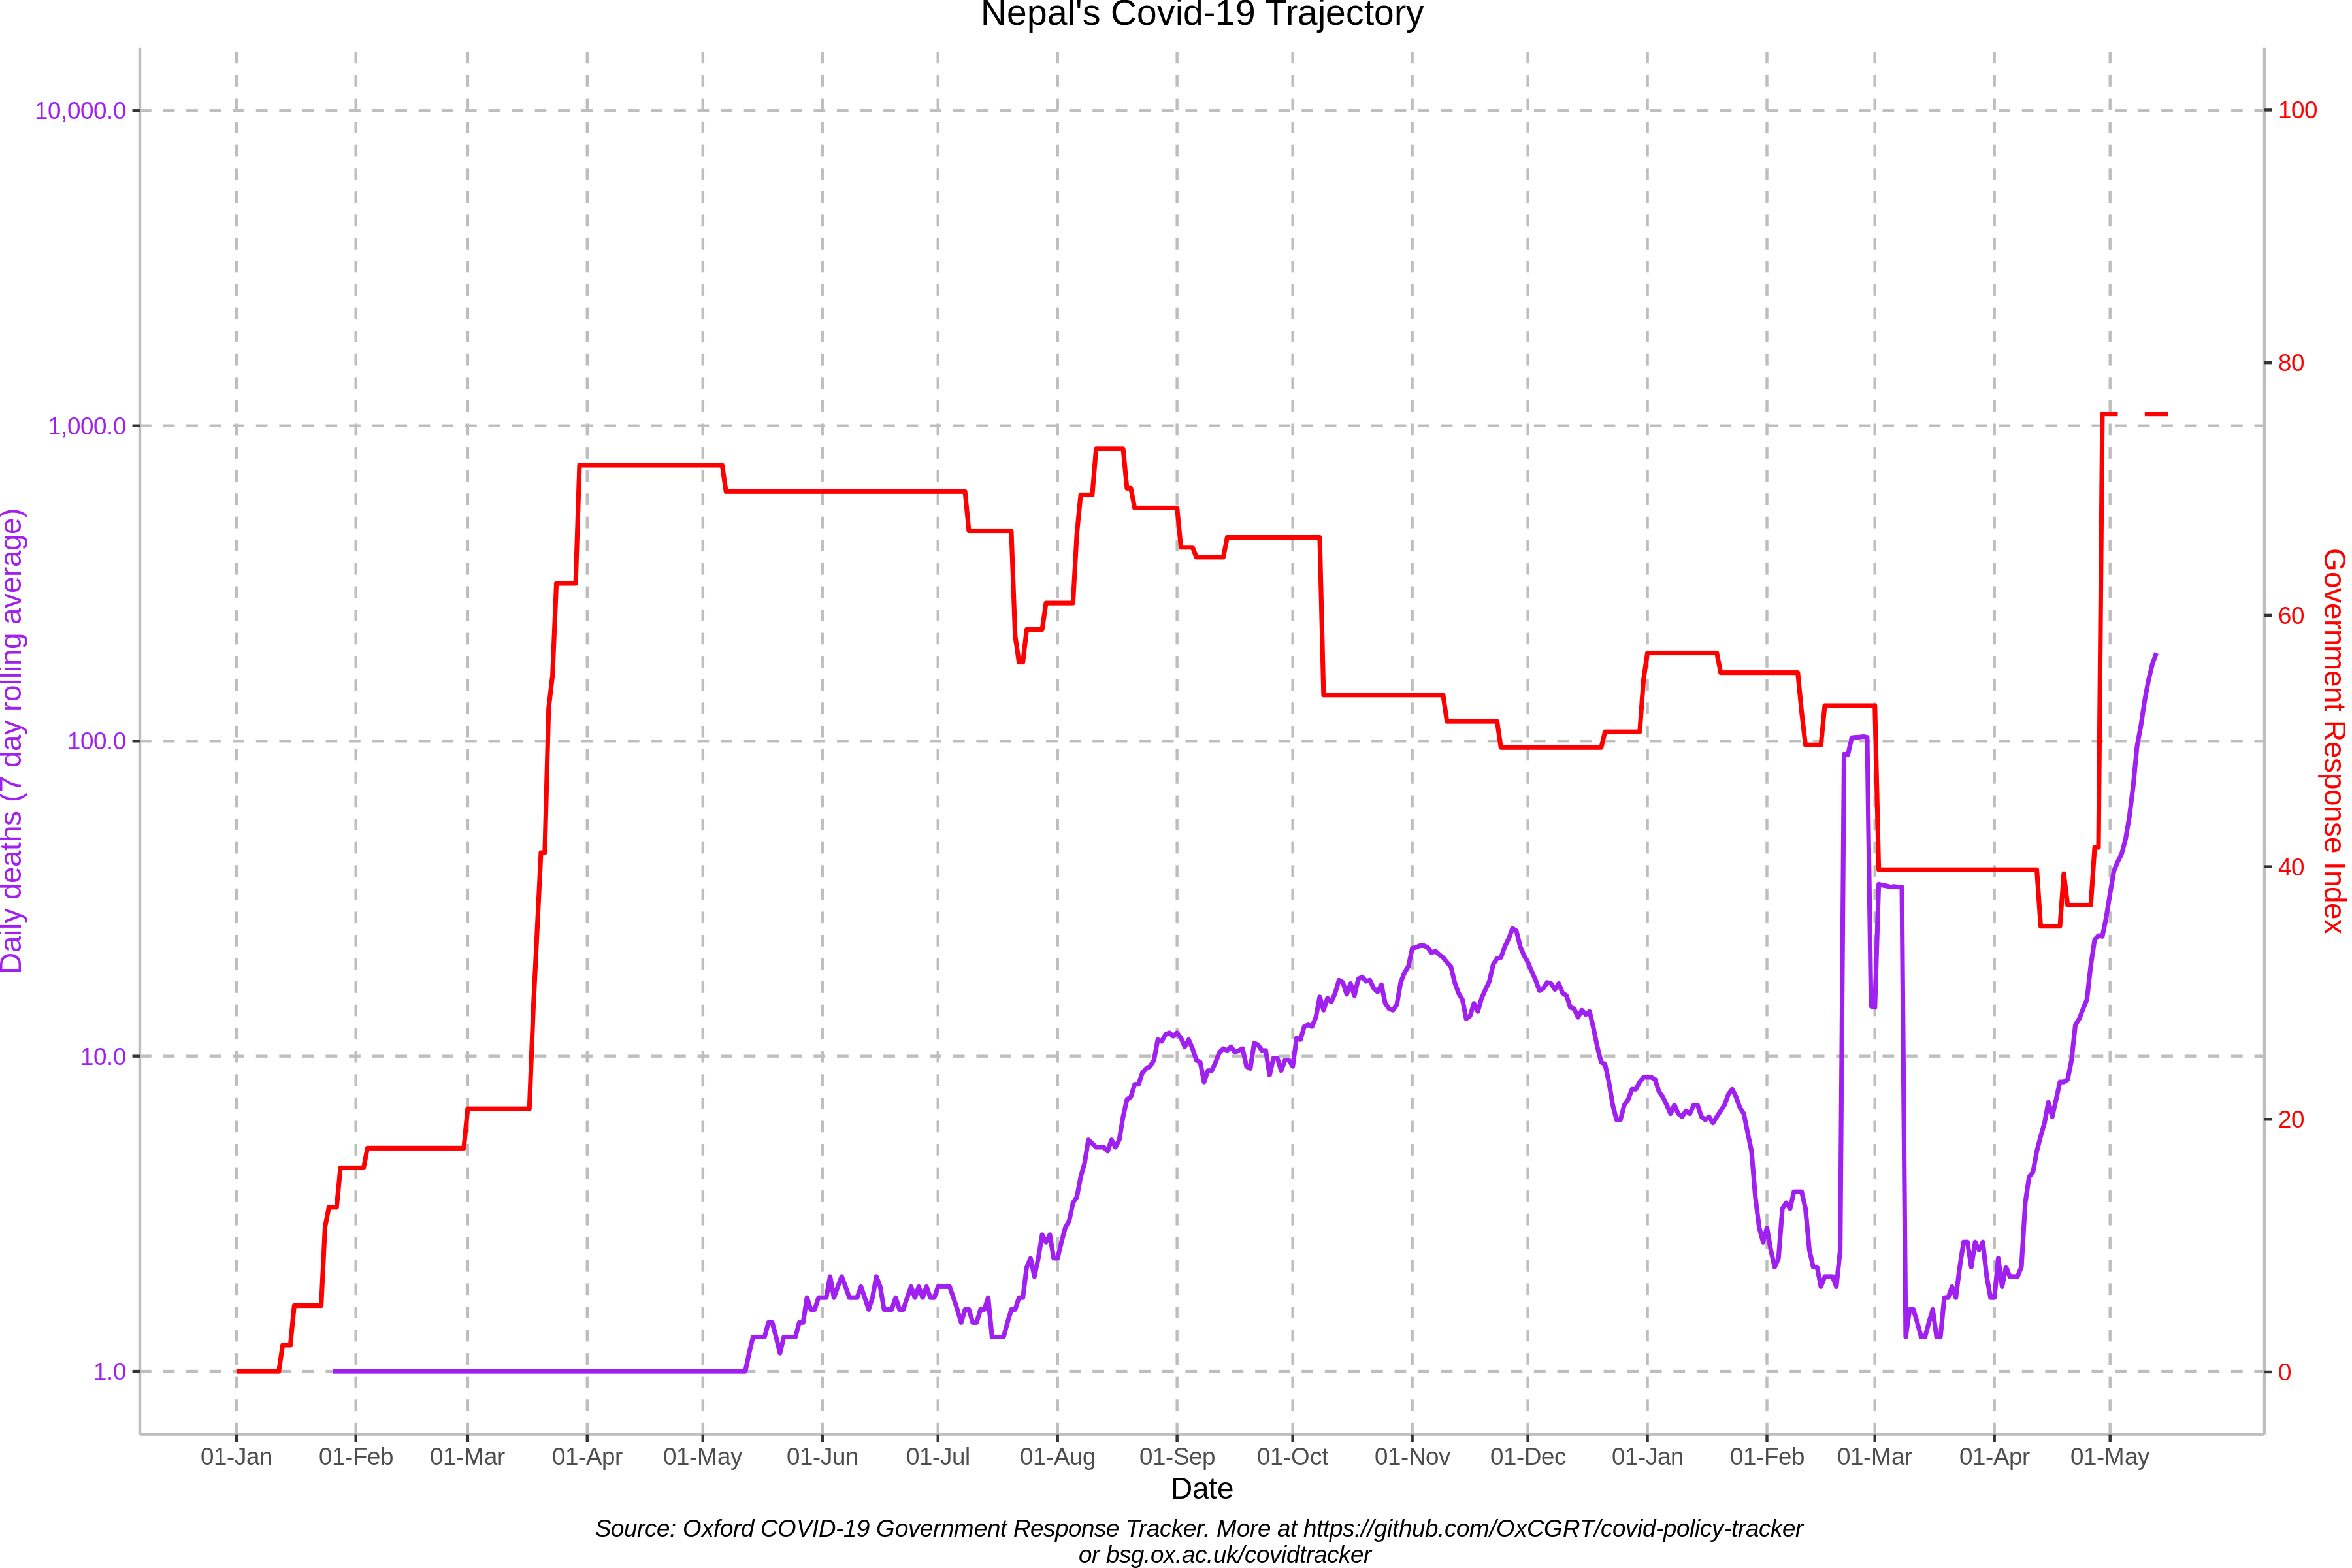 Nepal's Covid-19 Trajectory
10,000.0
1,000.0
100.0
10.0
1.0
Daily deaths (7 day rolling average)
100
80
60
40
20
0
Government Response Index
01-Jan 01-Feb 01-Mar 01-Apr 01-May 01-Jun 01-Jul 01-Aug 01-Sep 01-Oct 01-Nov 01-Dec 01-Jan 01-Feb 01-Mar 01-Apr 01-May
Date
Source: Oxford COVID-19 Government Response Tracker. More at https://github.com/OxCGRT/covid-policy-tracker
or bsg.ox.ac.uk/covidtracker